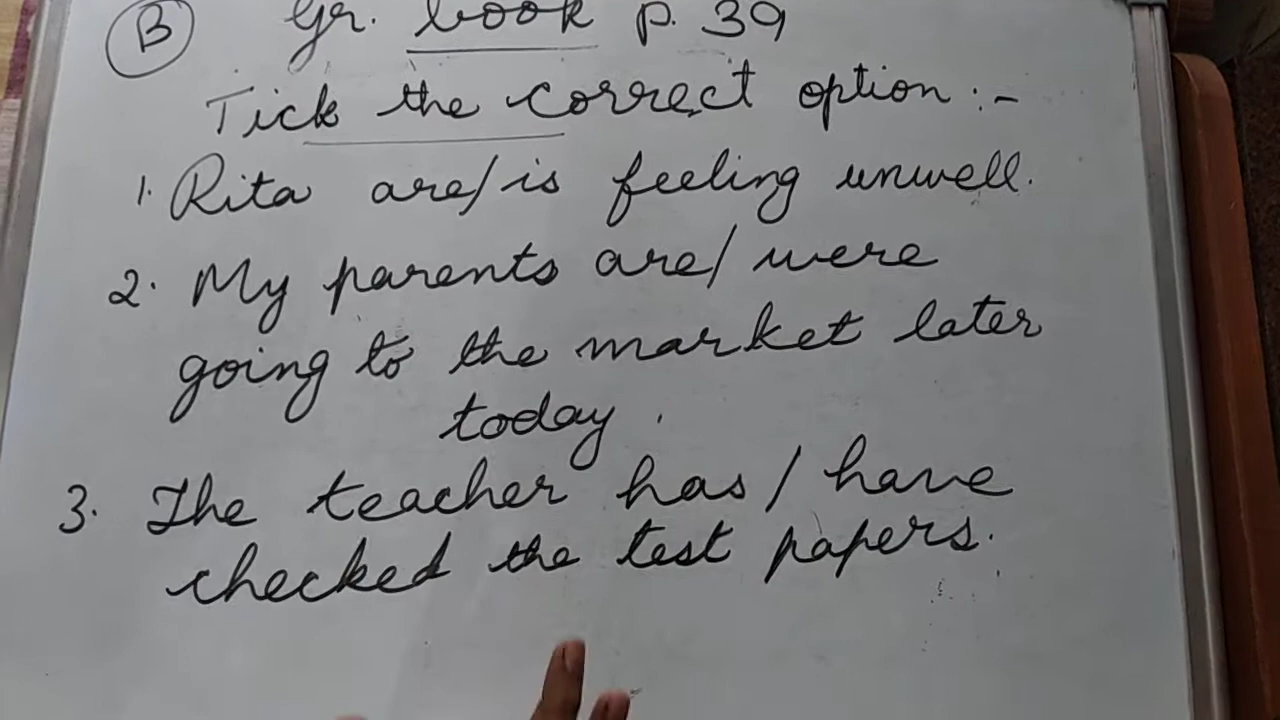 B Gr. book p. 39
Tick the correct option :-
1. Rita are/is feeling unwell.
2. My parents are/were
going to the market later
today.
3. The teacher has/have
checked the test papers.